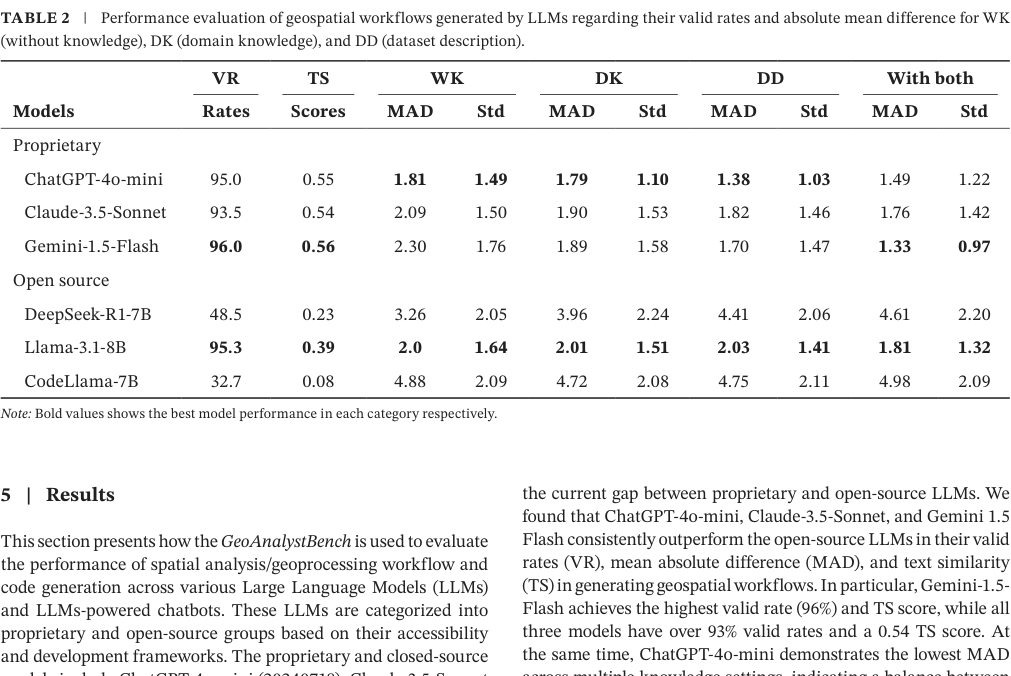 TABLE 2 | Performance evaluation of geospatial workflows generated by LLMs regarding their valid rates and absolute mean difference for WK
(without knowledge), DK (domain knowledge), and DD (dataset description).
VR TS WK DK DD With both
Models Rates Scores MAD Std MAD Std MAD Std MAD Std
Proprietary
ChatGPT-4o-mini 95.0 0.55 1.81 1.49 1.79 1.10 1.38 1.03 1.49 1.22
Claude-3.5-Sonnet 93.5 0.54 2.09 1.50 1.90 1.53 1.82 1.46 1.76 1.42
Gemini-1.5-Flash 96.0 0.56 2.30 1.76 1.89 1.58 1.70 1.47 1.33 0.97
Open source
DeepSeek-R1-7B 48.5 0.23 3.26 2.05 3.96 2.24 4.41 2.06 4.61 2.20
Llama-3.1-8B 95.3 0.39 2.0 1.64 2.01 1.51 2.03 1.41 1.81 1.32
CodeLlama-7B 32.7 0.08 4.88 2.09 4.72 2.08 4.75 2.11 4.98 2.09
Note: Bold values shows the best model performance in each category respectively.
5 | Results
This section presents how the GeoAnalystBench is used to evaluate
the performance of spatial analysis/geoprocessing workflow and
code generation across various Large Language Models (LLMs)
and LLMs-powered chatbots. These LLMs are categorized into
proprietary and open-source groups based on their accessibility
and development frameworks. The proprietary and closed-source
the current gap between proprietary and open-source LLMs. We
found that ChatGPT-4o-mini, Claude-3.5-Sonnet, and Gemini 1.5
Flash consistently outperform the open-source LLMs in their valid
rates (VR), mean absolute difference (MAD), and text similarity
(TS) in generating geospatial workflows. In particular, Gemini-1.5-
Flash achieves the highest valid rate (96%) and TS score, while all
three models have over 93% valid rates and a 0.54 TS score. At
the same time, ChatGPT-4o-mini demonstrates the lowest MAD